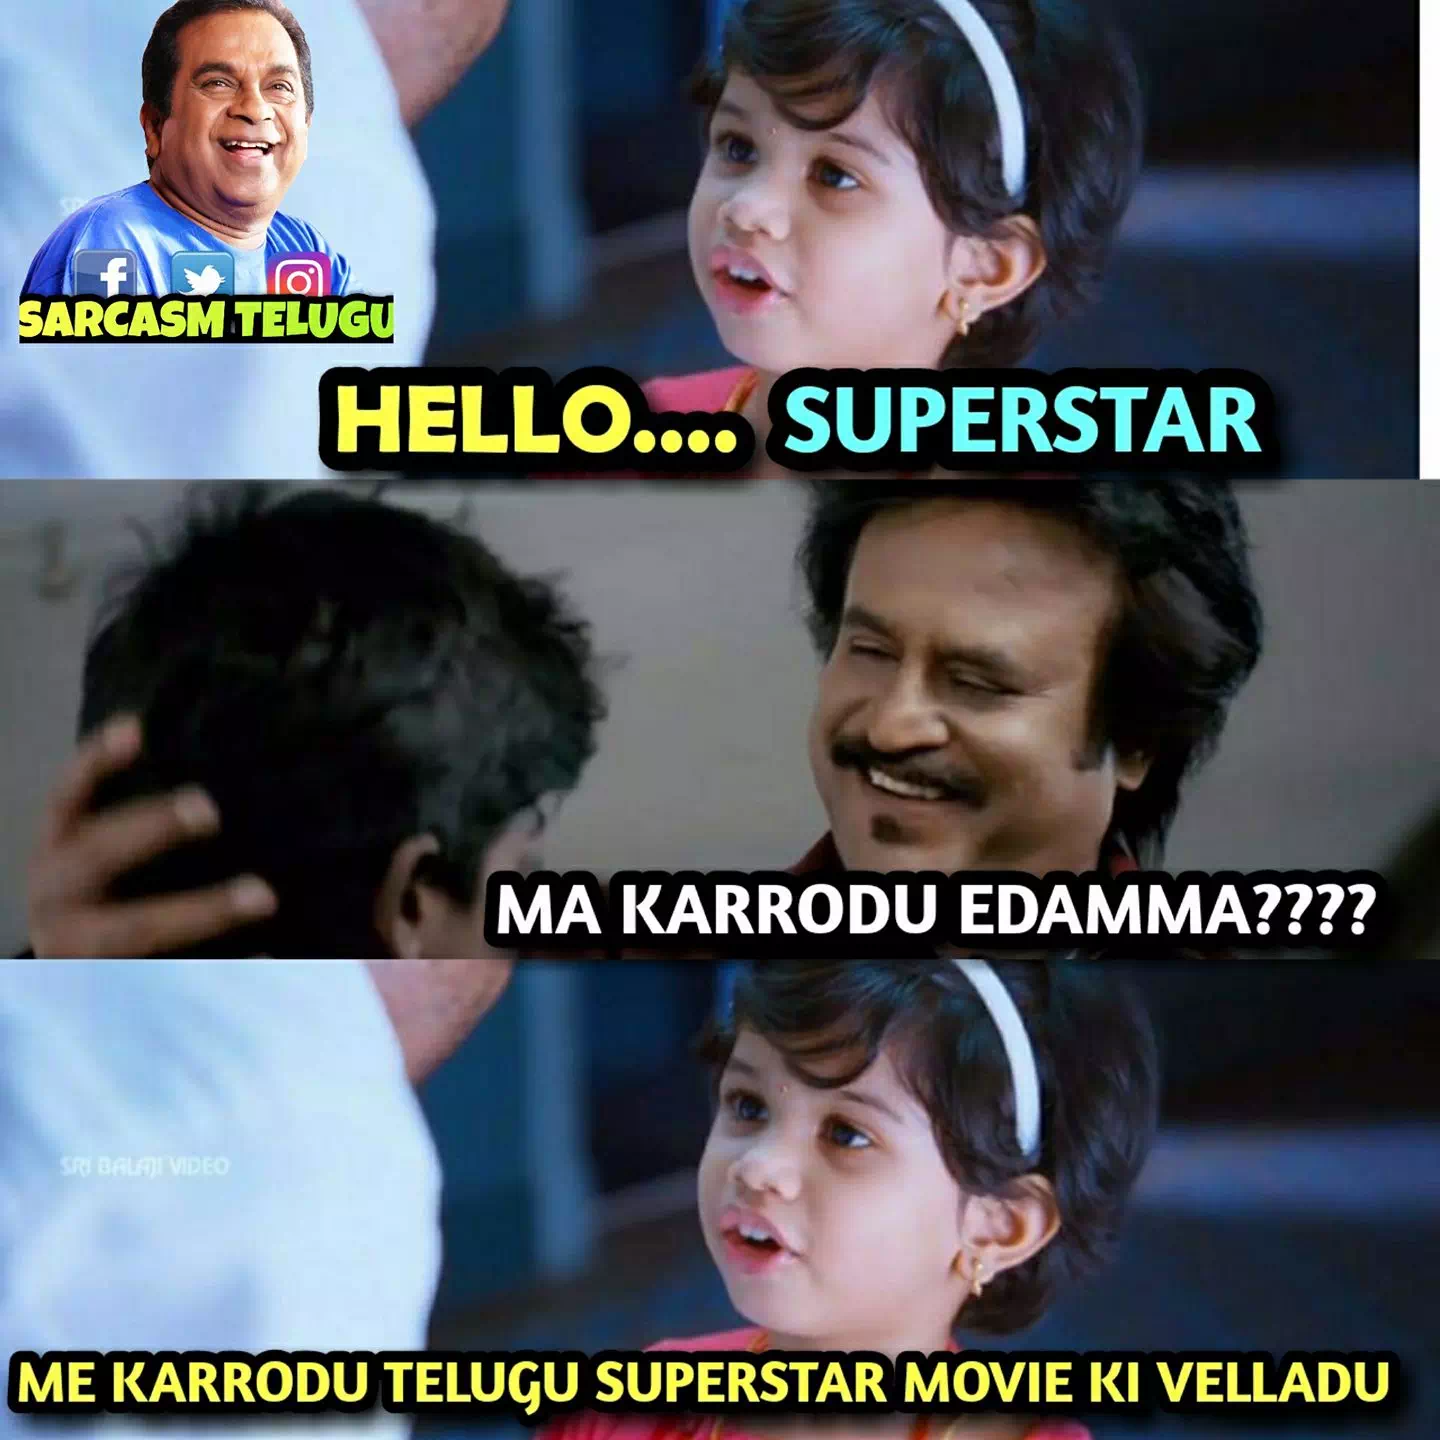 SARCASM TELUGU
HELLO.... SUPERSTAR
MA KARRODU EDAMMA????
SRI BALAJI VIDEO
ME KARRODU TELUGU SUPERSTAR MOVIE KI VELLADU